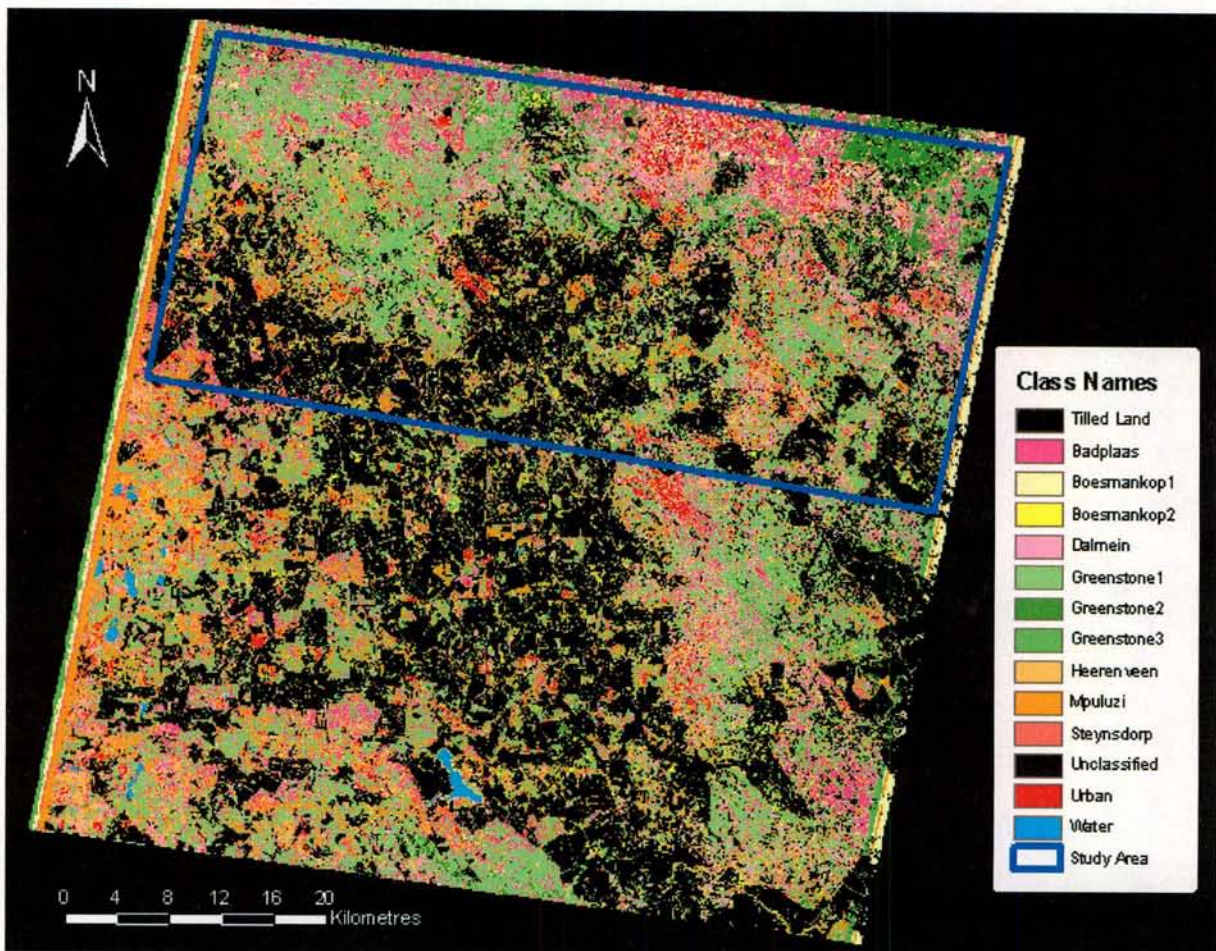 N
Class Names
Tilled Land
Badplaas
Boesmankop1
Boesmankop2
Dalmein
Greenstone1
Greenstone2
Greenstone3
Heerenveen
Mpuluzi
Steynsdorp
Unclassified
Urban
Water
Study Area
0 4 8 12 16 20
Kilometres